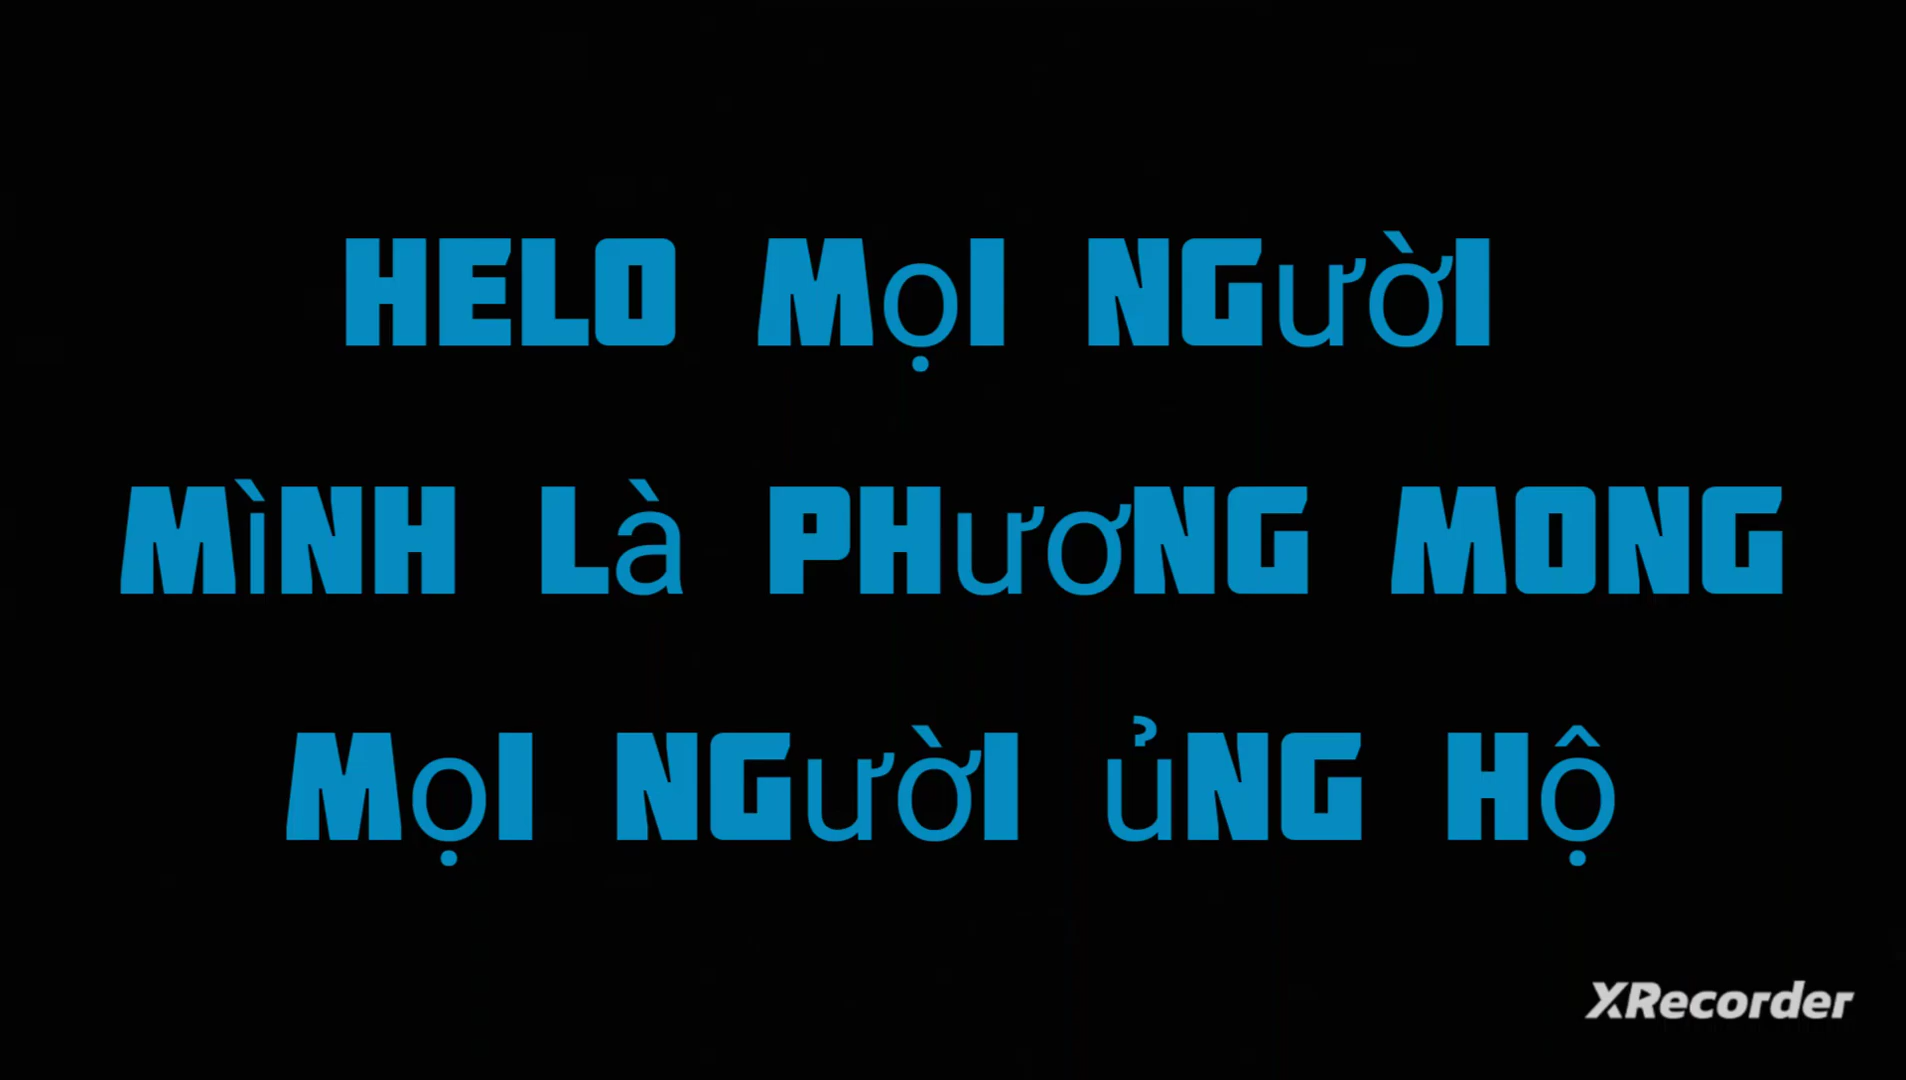 HELO MọI NGườI
MìNH Là PHươNG MONG
MọI NGườI ủNG Hộ
XRecorder